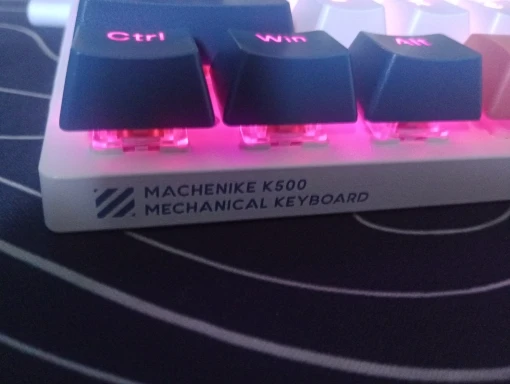 Ctrl Win Alt
MACHENIKE K500
MECHANICAL KEYBOARD